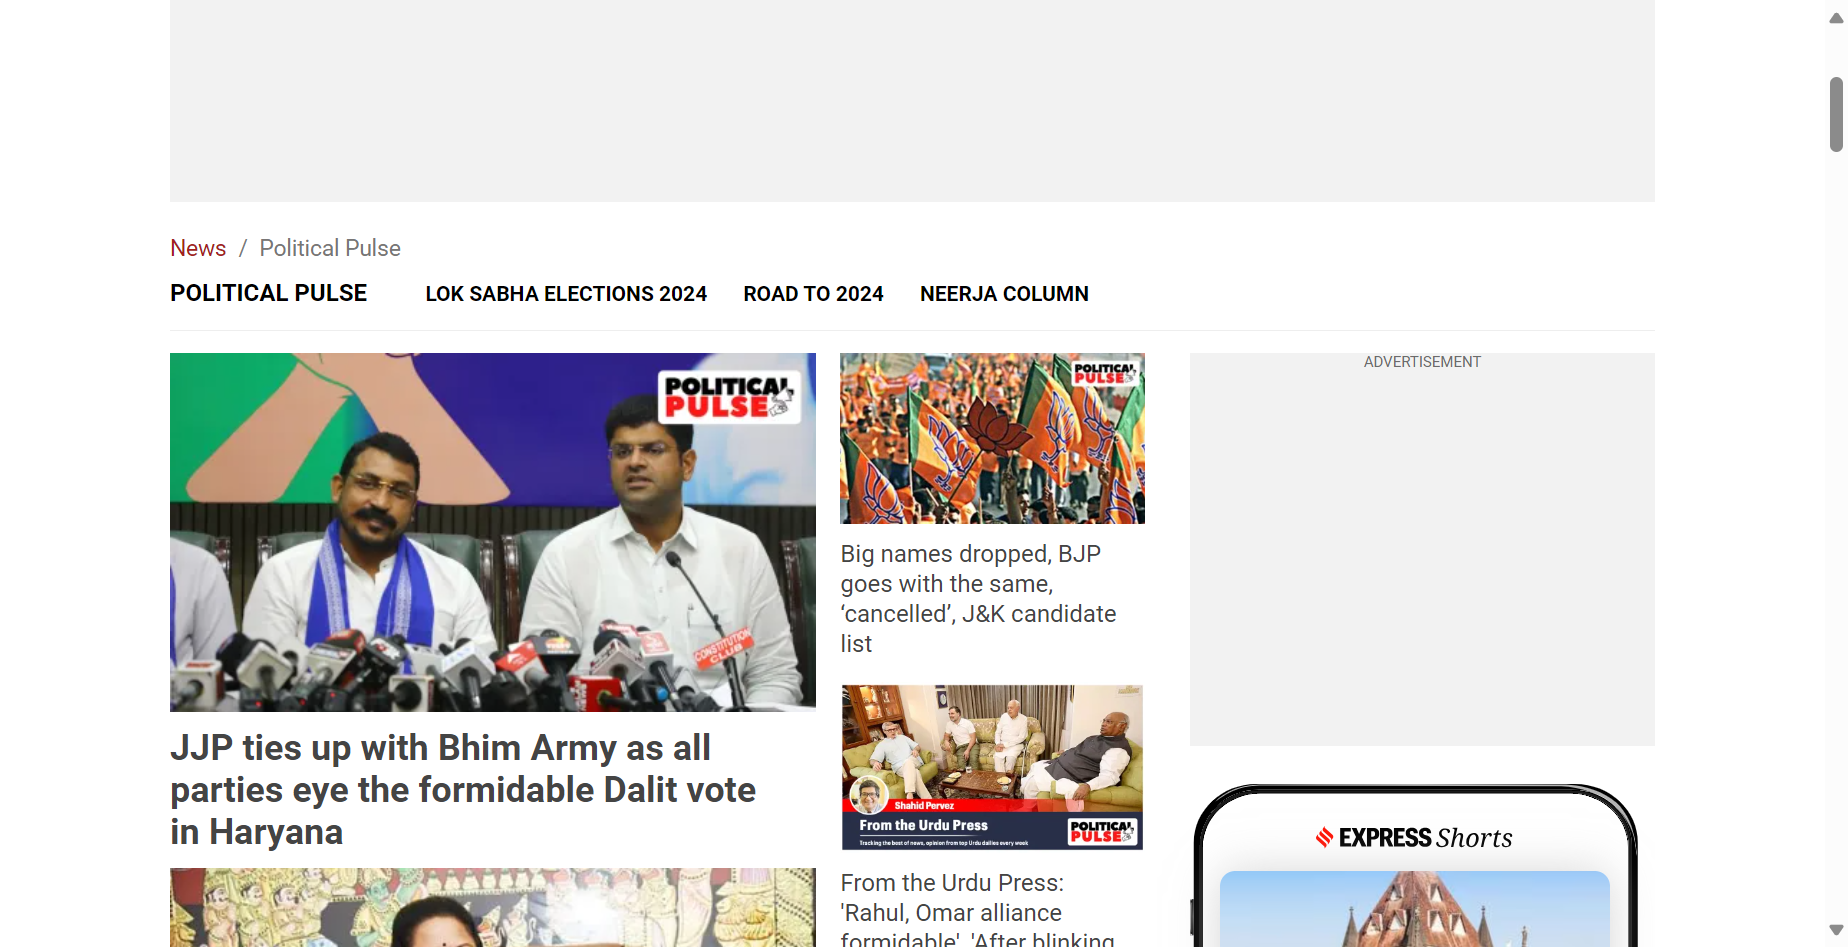 News / Political Pulse
POLITICAL PULSE LOK SABHA ELECTIONS 2024 ROAD TO 2024 NEERJA COLUMN
POLITICAL
PULSE
CONSTITUTION
CLUB
JJP ties up with Bhim Army as all
parties eye the formidable Dalit vote
in Haryana
POLITICAL
PULSE
Big names dropped, BJP
goes with the same,
‘cancelled’, J&K candidate
list
Shahid Pervez
From the Urdu Press
Tracking the best of news, opinion from top Urdu dailies every week
POLITICAL
PULSE
From the Urdu Press:
'Rahul, Omar alliance
formidable', 'After blinking
ADVERTISEMENT
EXPRESS Shorts